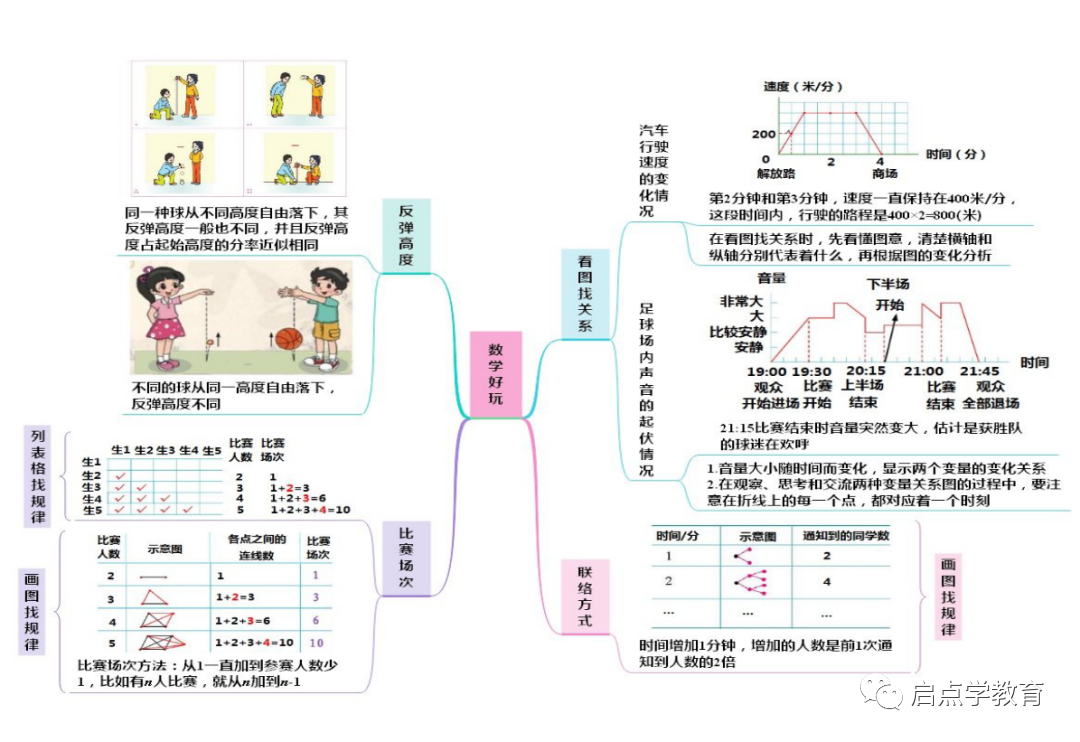 数学好玩
反弹高度
同一种球从不同高度自由落下，其
反弹高度一般也不同，并且反弹高
度占起始高度的分率近似相同
不同的球从同一高度自由落下，
反弹高度不同
比赛场次
列表格找规律
生1 生2 生3 生4 生5
生1
生2
生3
生4
生5
比赛 比赛
人数 场次
2 1
3 1+2=3
4 1+2+3=6
5 1+2+3+4=10
画图找规律
比赛人数 示意图 各点之间的连线数 比赛场次
2 1 1
3 1+2=3 3
4 1+2+3=6 6
5 1+2+3+4=10 10
比赛场次方法：从1一直加到参赛人数少
1，比如有n人比赛，就从n加到n-1
看图找关系
汽车行驶速度的变化情况
速度（米/分）
200
0 2 4
时间（分）
解放路 商场
第2分钟和第3分钟，速度一直保持在400米/分，
这段时间内，行驶的路程是400×2=800(米)
在看图找关系时，先看懂图意，清楚横轴和
纵轴分别代表着什么，再根据图的变化分析
足球场内声音的起伏情况
音量
下半场
开始
非常大
大
比较安静
安静
时间
19:00 19:30 20:15 21:00 21:45
观众 比赛 上半场 比赛 观众
开始进场 开始 结束 结束 全部退场
21:15比赛结束时音量突然变大，估计是获胜队
的球迷在欢呼
1.音量大小随时间而变化，显示两个变量的变化关系
2.在观察、思考和交流两种变量关系图的过程中，要注
意在折线上的每一个点，都对应着一个时刻
联络方式
时间/分 示意图 通知到的同学数
1 2
2 4
... ... ...
画图找规律
时间增加1分钟，增加的人数是前1次通
知到人数的2倍
启点学教育